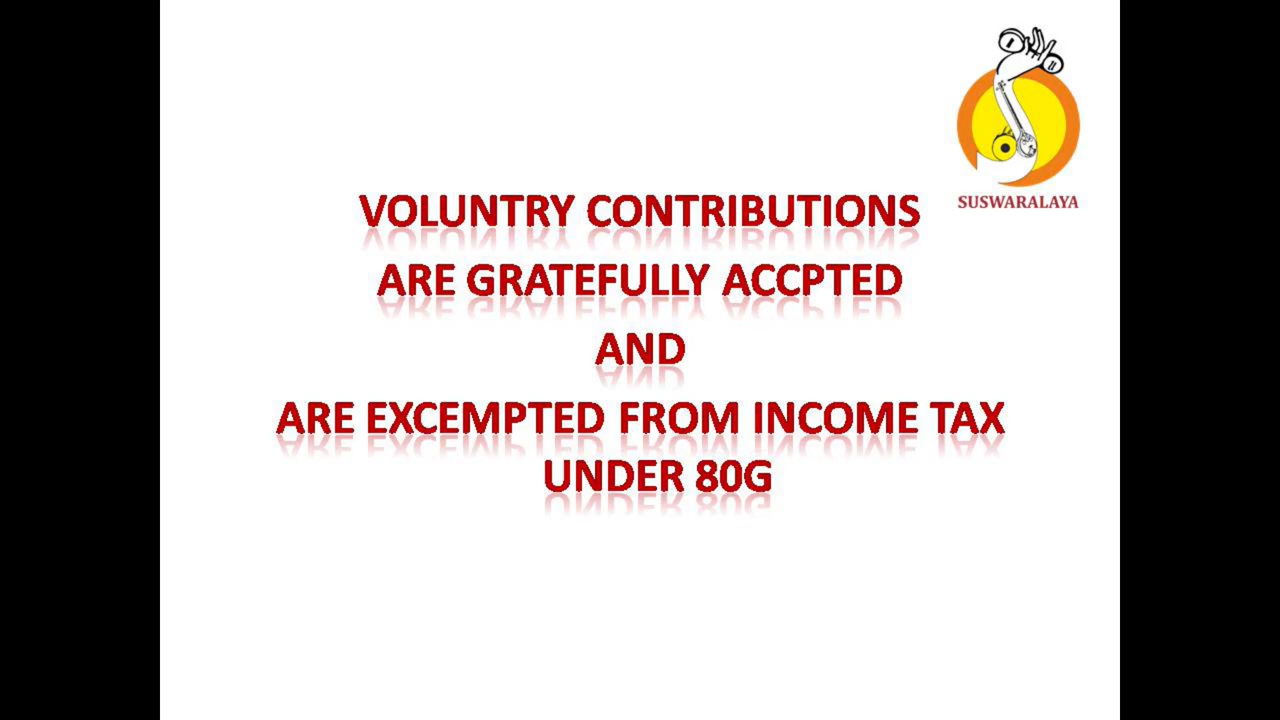 SUSWARALAYA
VOLUNTRY CONTRIBUTIONS
ARE GRATEFULLY ACCPTED
AND
ARE EXCEMPTED FROM INCOME TAX
UNDER 80G